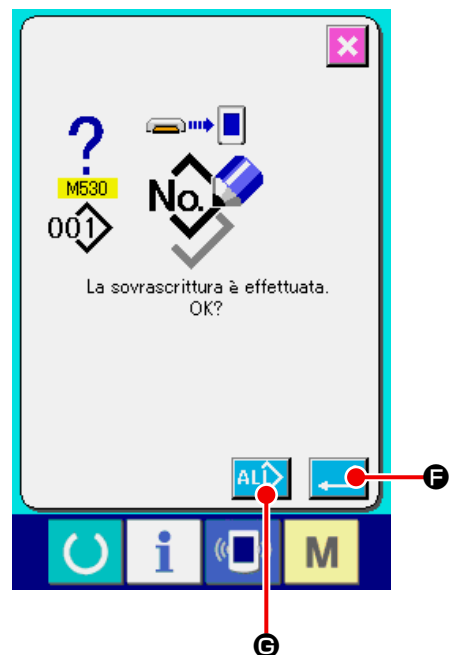 ?
M530
No.
001
La sovrascrittura è effettuata.
OK?
ALL
F
G
i
M